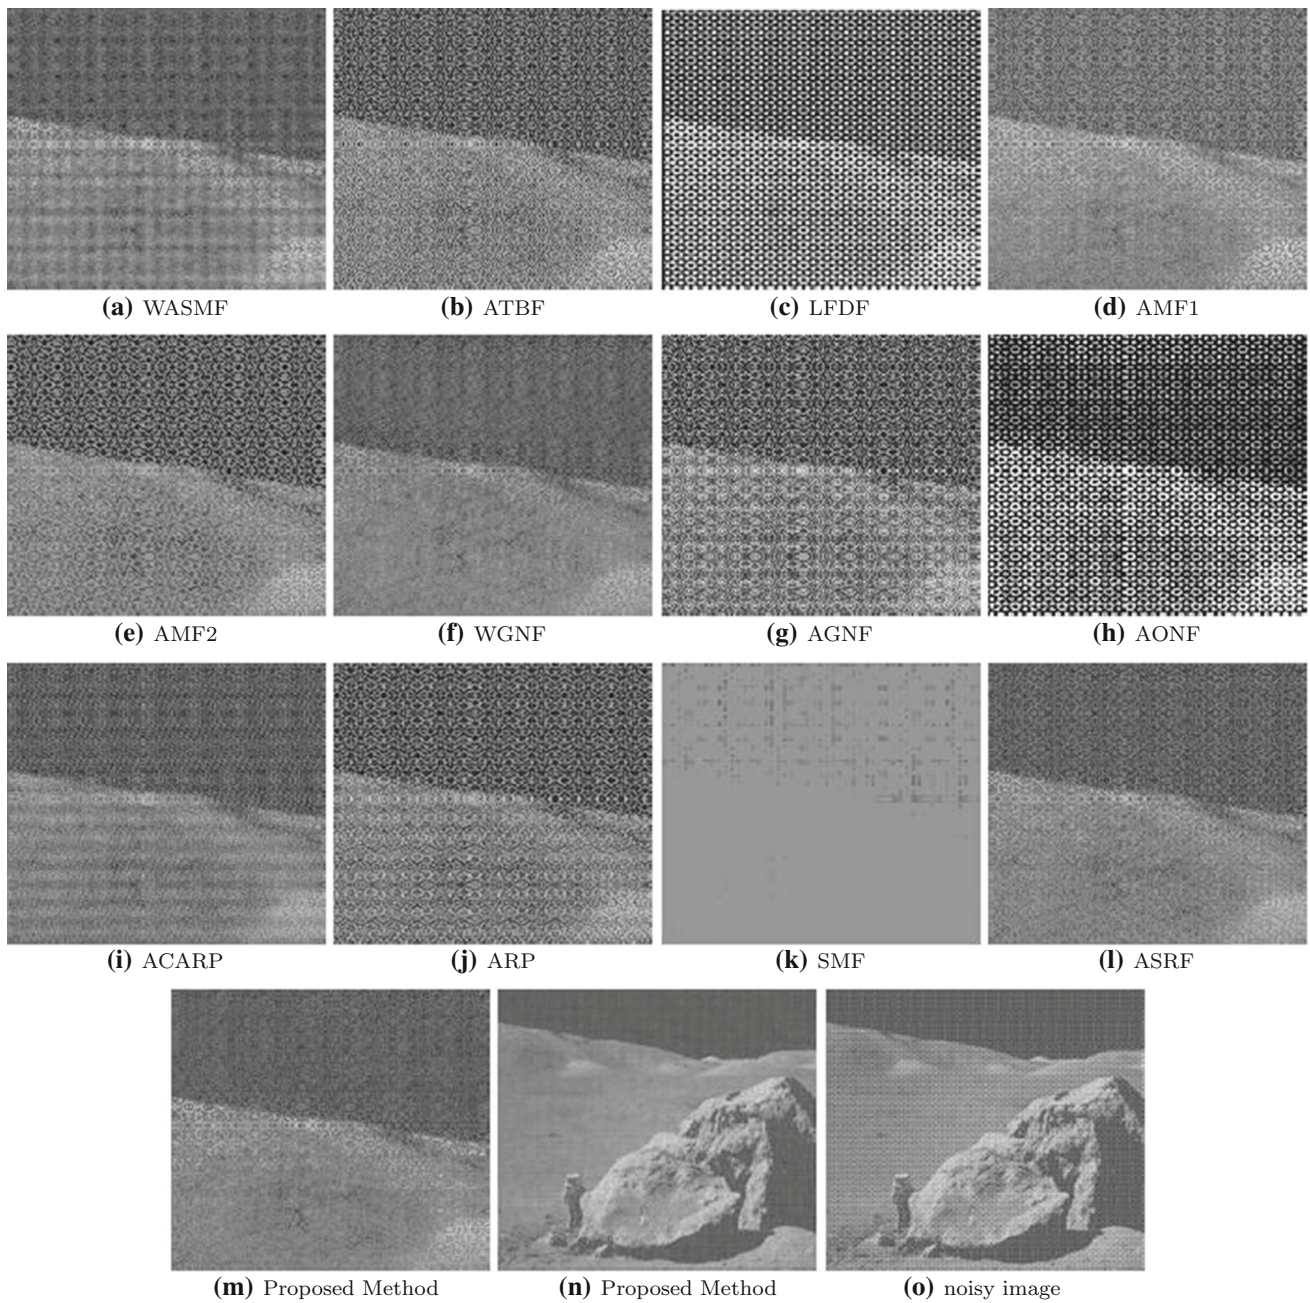 (a) WASMF
(b) ATBF
(c) LFDF
(d) AMF1
(e) AMF2
(f) WGNF
(g) AGNF
(h) AONF
(i) ACARP
(j) ARP
(k) SMF
(l) ASRF
(m) Proposed Method
(n) Proposed Method
(o) noisy image